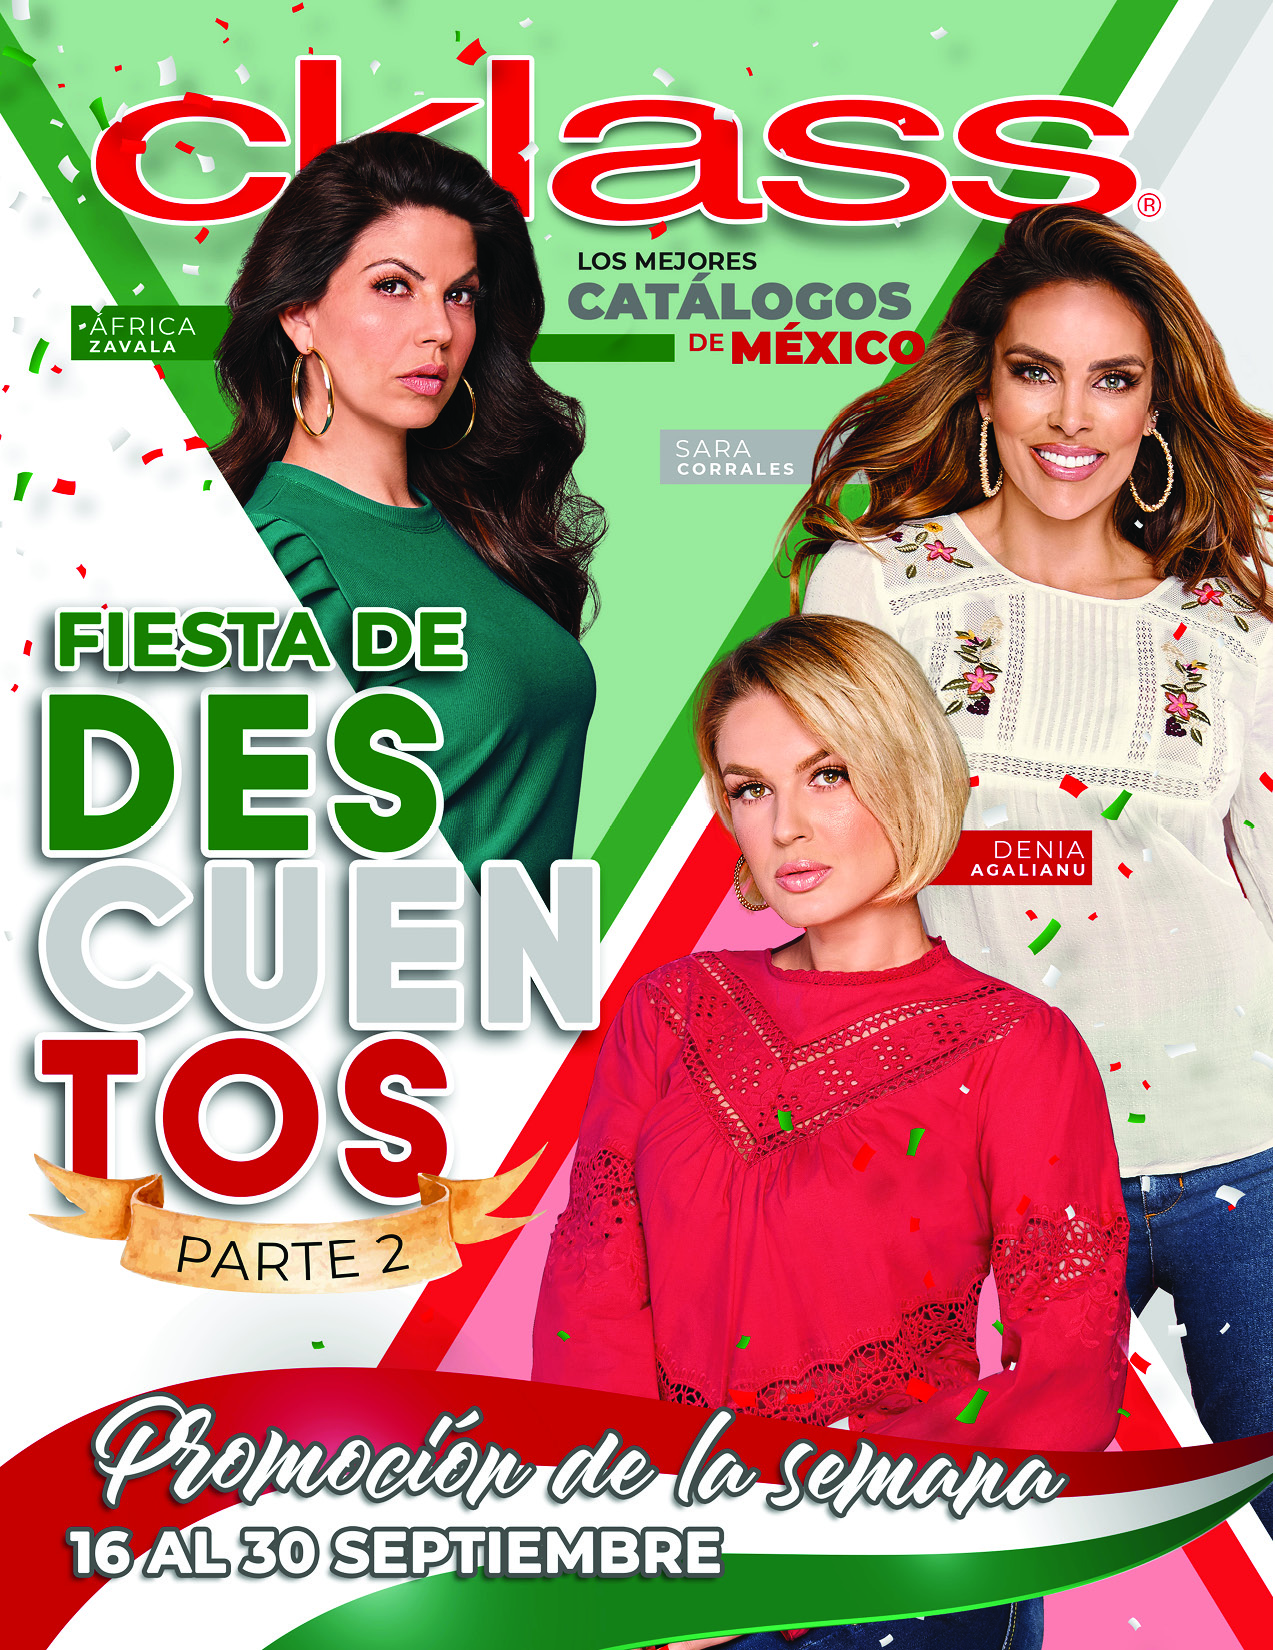 cklass®
LOS MEJORES
CATÁLOGOS
DE MÉXICO
ÁFRICA
ZAVALA
SARA
CORRALES
FIESTA DE
DES
CUEN
TOS
PARTE 2
DENIA
AGALIANU
Promoción de la semana
16 AL 30 SEPTIEMBRE